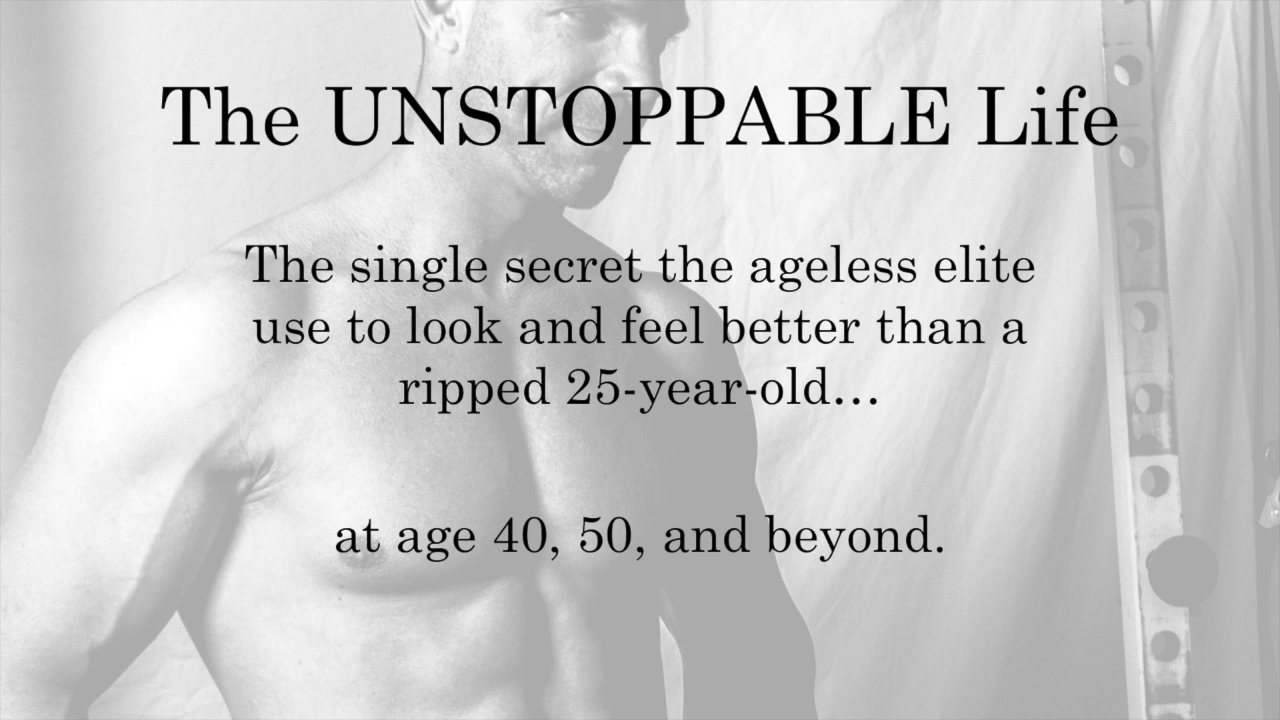 The UNSTOPPABLE Life
The single secret the ageless elite
use to look and feel better than a
ripped 25-year-old...
at age 40, 50, and beyond.